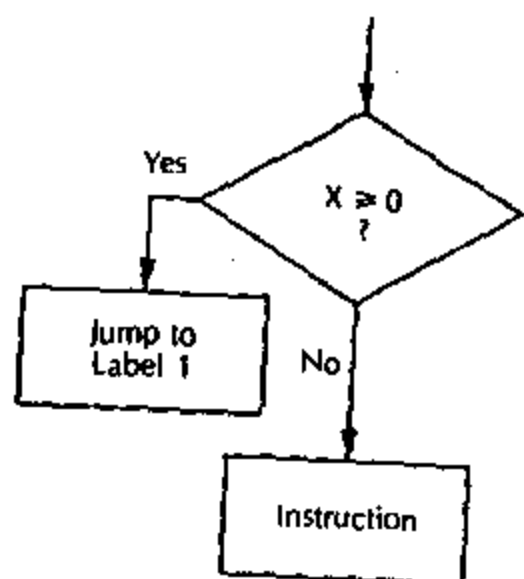 Yes
X ⩾ 0
?
Jump to
Label 1
No
Instruction